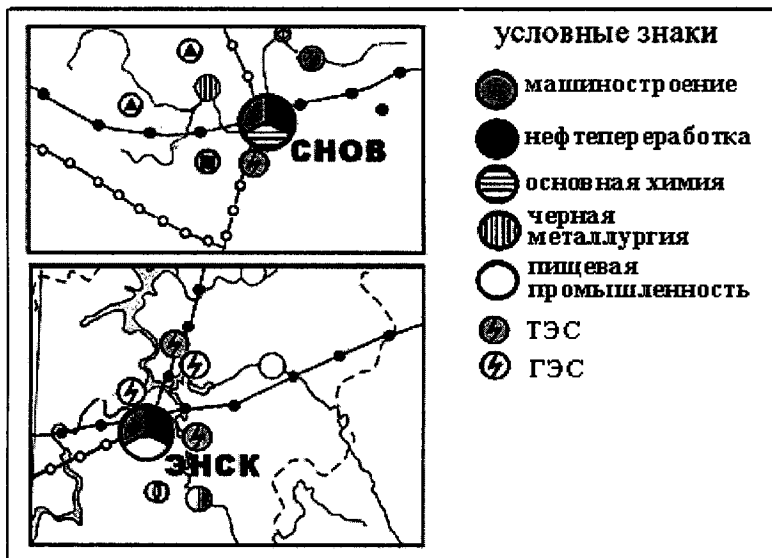 условные знаки
машиностроение
нефтепереработка
основная химия
черная
металлургия
пищевая
промышленность
ТЭС
ГЭС
СНОВ
ЭНСК